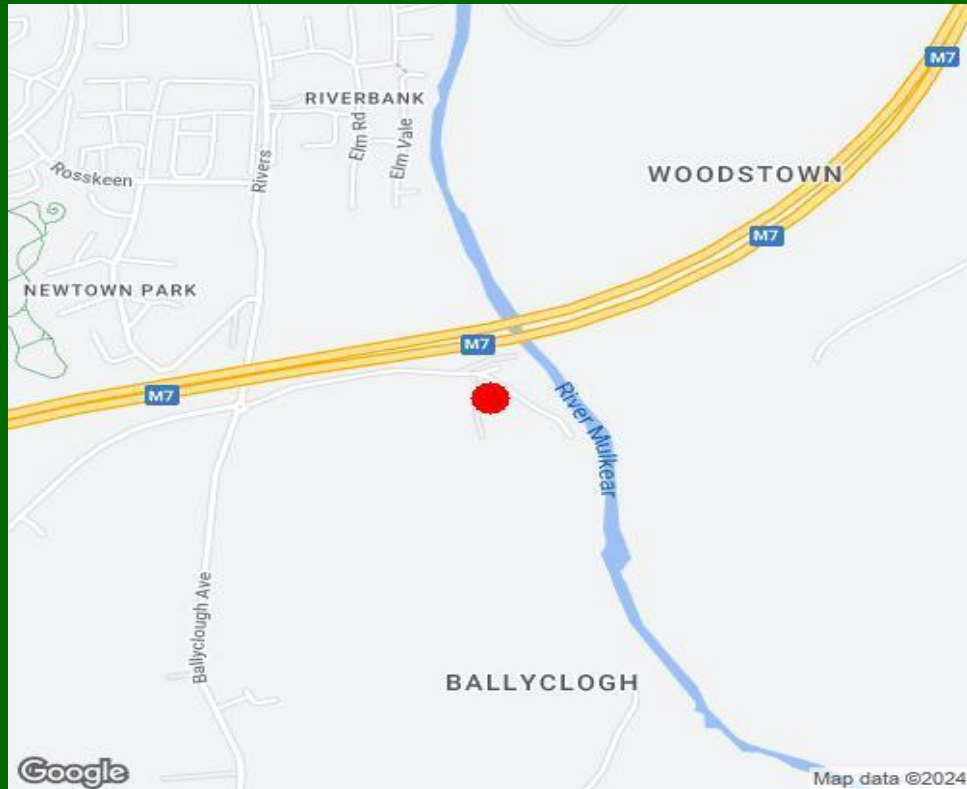 M7
RIVERBANK
Elm Rd
Elm Vale
Rivers
WOODSTOWN
Rosskeen
M7
NEWTOWN PARK
M7
M7
River Mulkear
Ballyclough Ave
BALLYCLOGH
Google
Map data ©2024